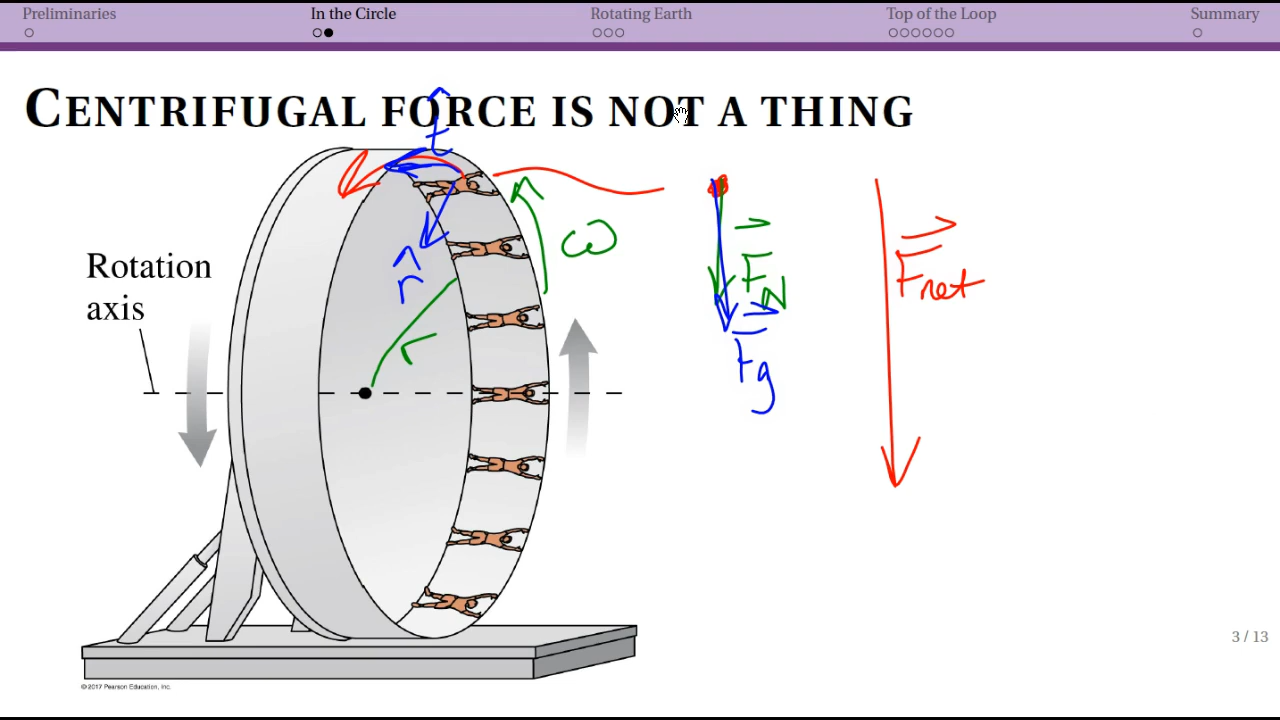 Preliminaries In the Circle Rotating Earth Top of the Loop Summary
CENTRIFUGAL FORCE IS NOT A THING
t̂
r̂
ω
r
Rotation
axis
F⃗N
F⃗g
F⃗net
3 / 13
©2017 Pearson Education, Inc.